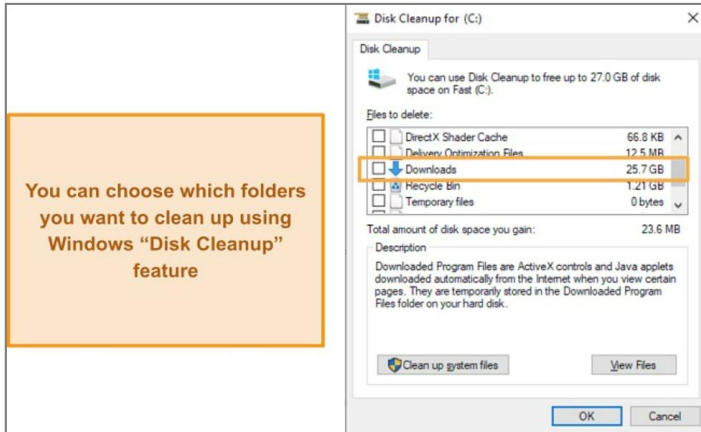 You can choose which folders
you want to clean up using
Windows “Disk Cleanup”
feature
Disk Cleanup for (C:)
Disk Cleanup
You can use Disk Cleanup to free up to 27.0 GB of disk
space on Fast (C:).
Files to delete:
DirectX Shader Cache 66.8 KB
Delivery Optimization Files 12.5 MB
Downloads 25.7 GB
Recycle Bin 1.21 GB
Temporary files 0 bytes
Total amount of disk space you gain: 23.6 MB
Description
Downloaded Program Files are ActiveX controls and Java applets
downloaded automatically from the Internet when you view certain
pages. They are temporarily stored in the Downloaded Program
Files folder on your hard disk.
Clean up system files View Files
OK Cancel